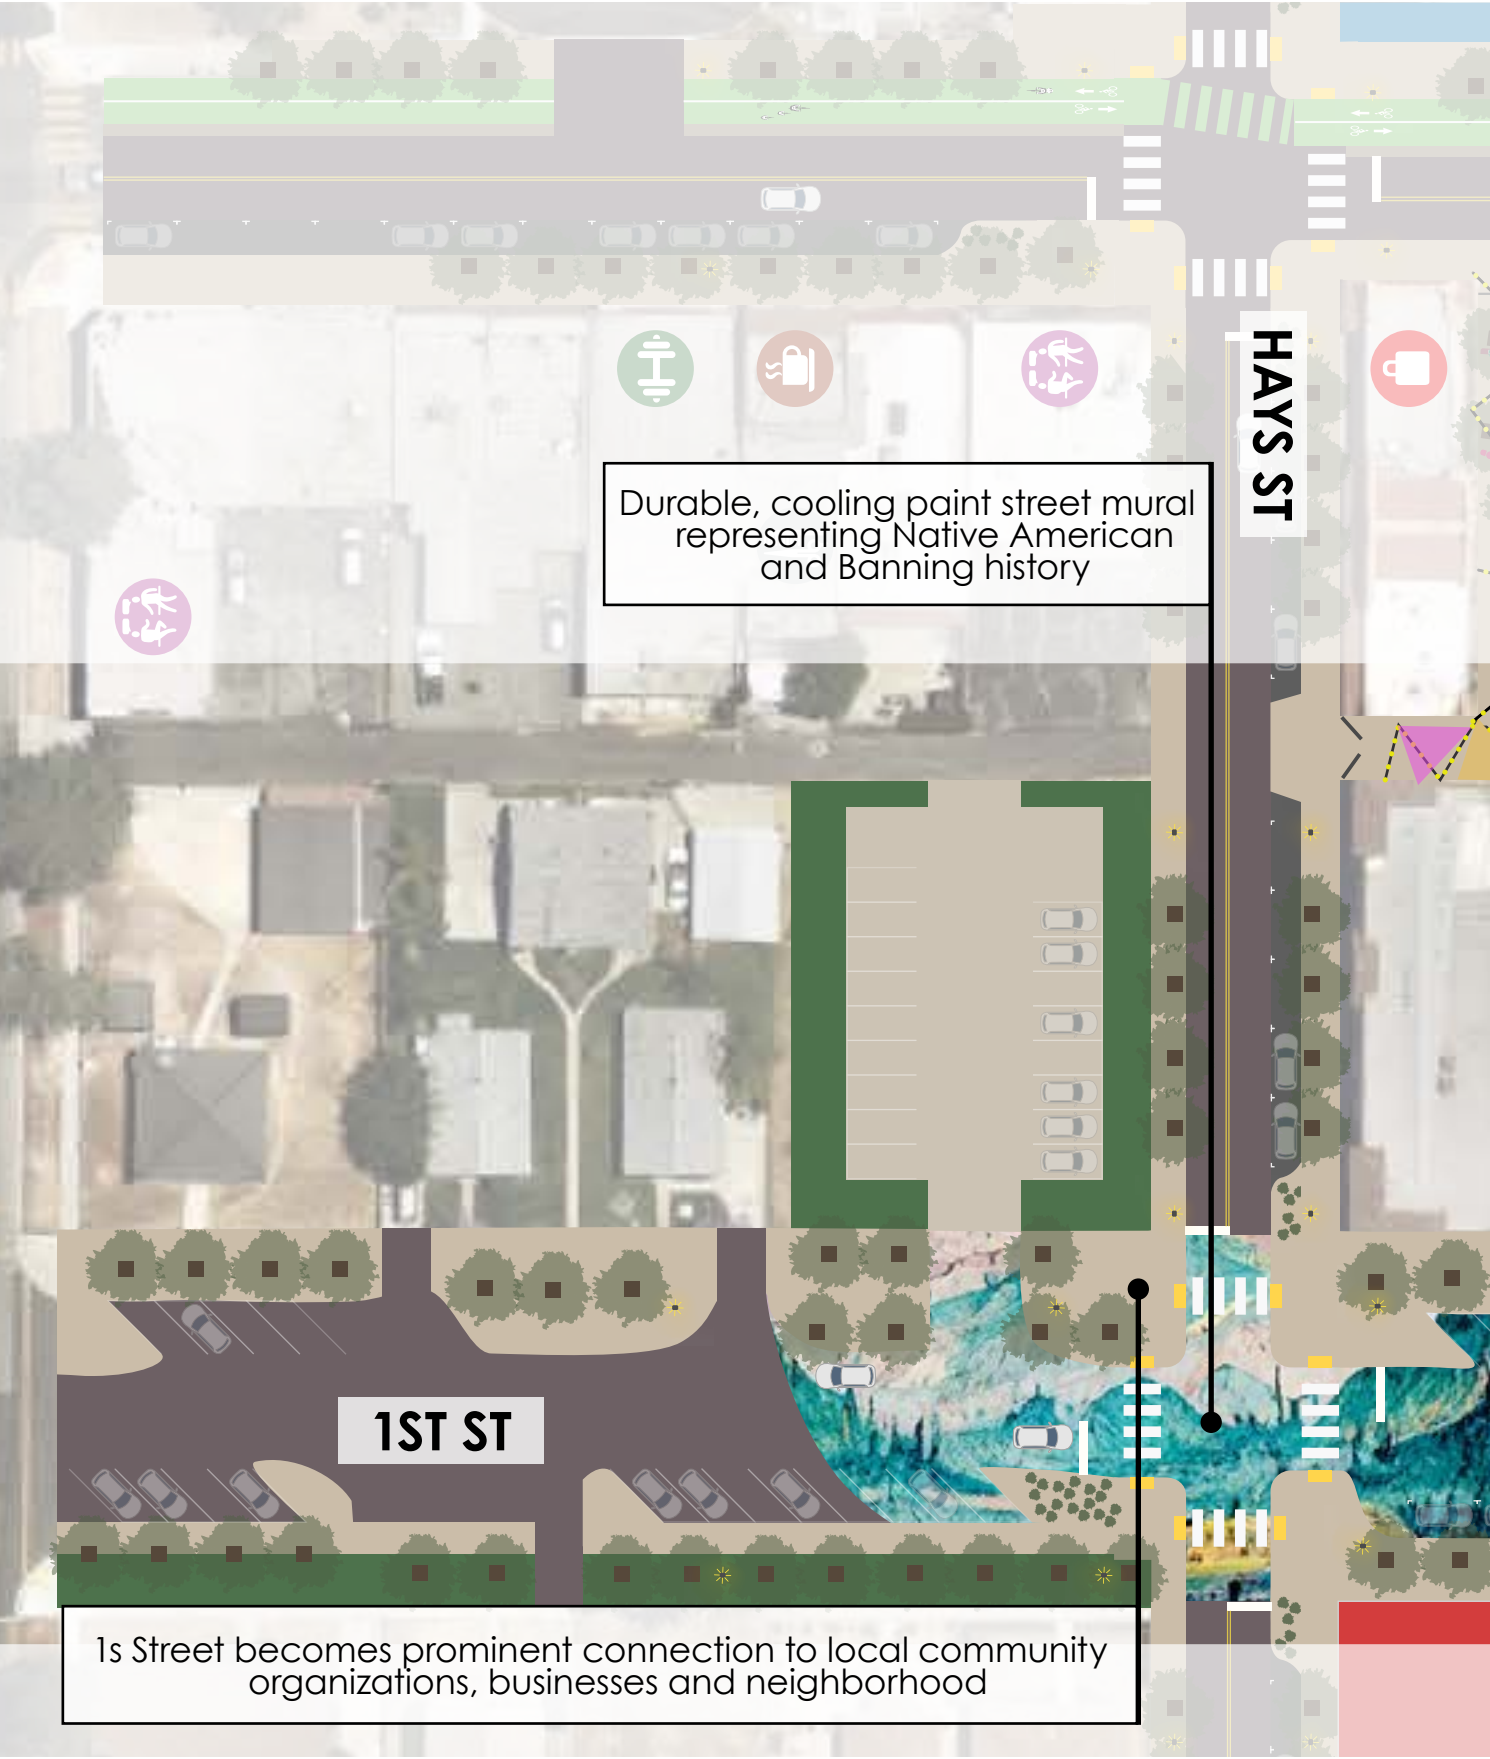 HAYS ST
Durable, cooling paint street mural
representing Native American
and Banning history
1ST ST
1s Street becomes prominent connection to local community
organizations, businesses and neighborhood